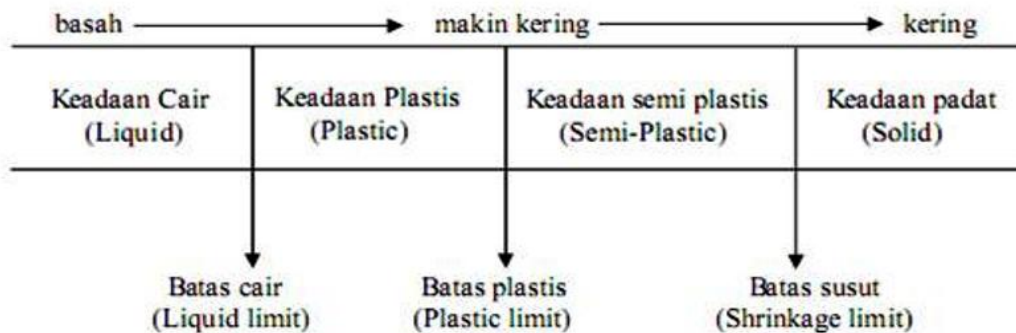 basah makin kering kering
Keadaan Cair
(Liquid)
Keadaan Plastis
(Plastic)
Keadaan semi plastis
(Semi-Plastic)
Keadaan padat
(Solid)
Batas cair
(Liquid limit)
Batas plastis
(Plastic limit)
Batas susut
(Shrinkage limit)